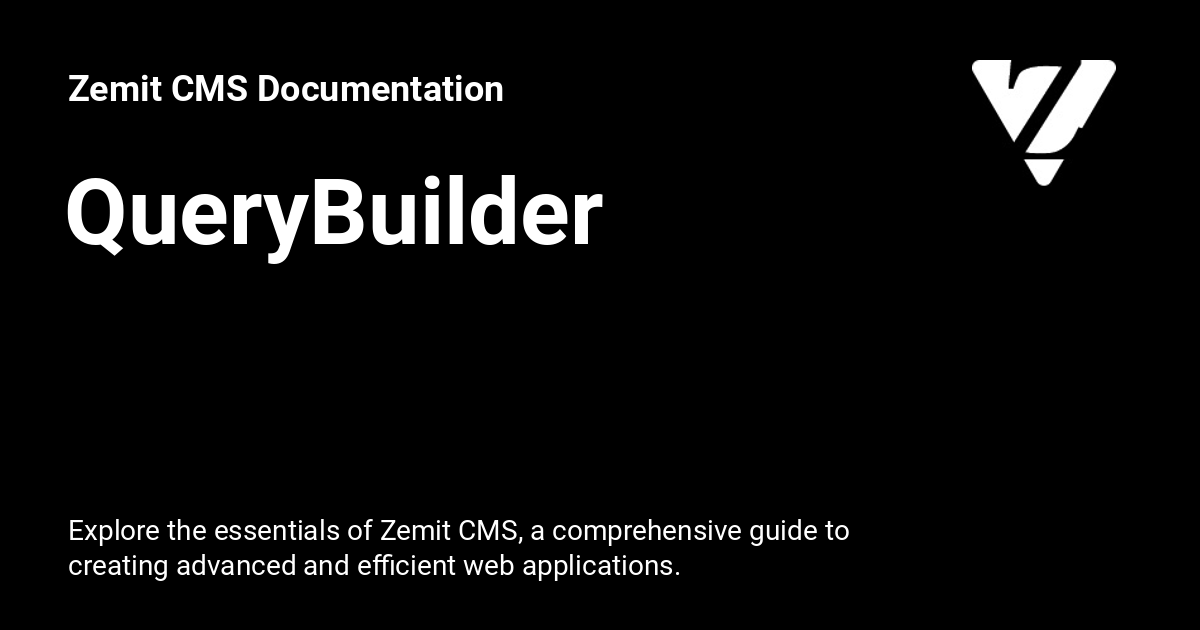 Zemit CMS Documentation
QueryBuilder
Explore the essentials of Zemit CMS, a comprehensive guide to
creating advanced and efficient web applications.